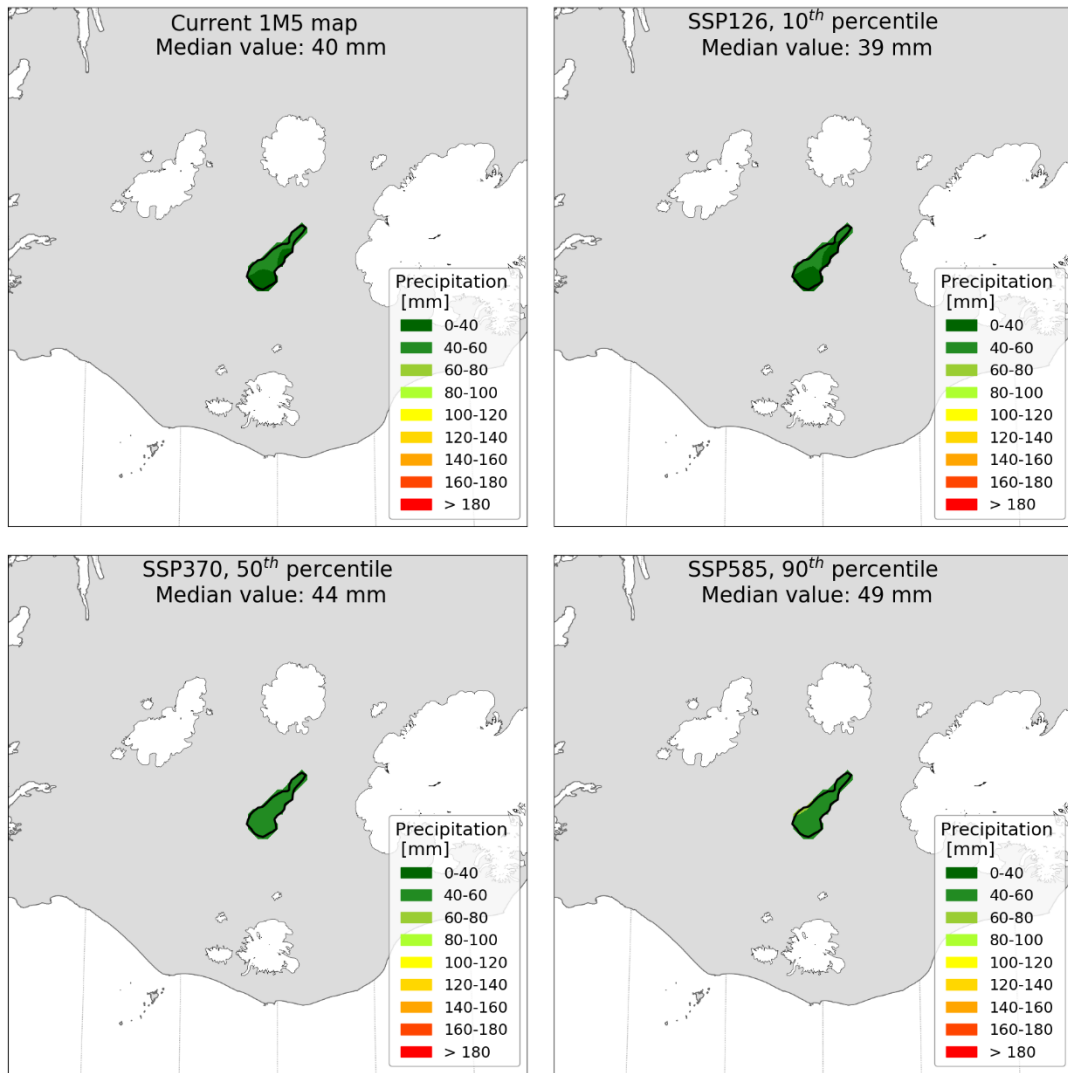 Current 1M5 map
Median value: 40 mm
Precipitation
[mm]
0-40
40-60
60-80
80-100
100-120
120-140
140-160
160-180
> 180
SSP126, 10th percentile
Median value: 39 mm
Precipitation
[mm]
0-40
40-60
60-80
80-100
100-120
120-140
140-160
160-180
> 180
SSP370, 50th percentile
Median value: 44 mm
Precipitation
[mm]
0-40
40-60
60-80
80-100
100-120
120-140
140-160
160-180
> 180
SSP585, 90th percentile
Median value: 49 mm
Precipitation
[mm]
0-40
40-60
60-80
80-100
100-120
120-140
140-160
160-180
> 180